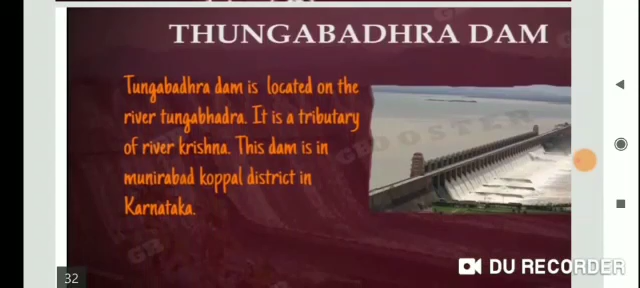 THUNGABADHRA DAM
Tungabadhra dam is located on the
river tungabhadra. It is a tributary
of river krishna. This dam is in
munirabad koppal district in
Karnataka.
32
DU RECORDER